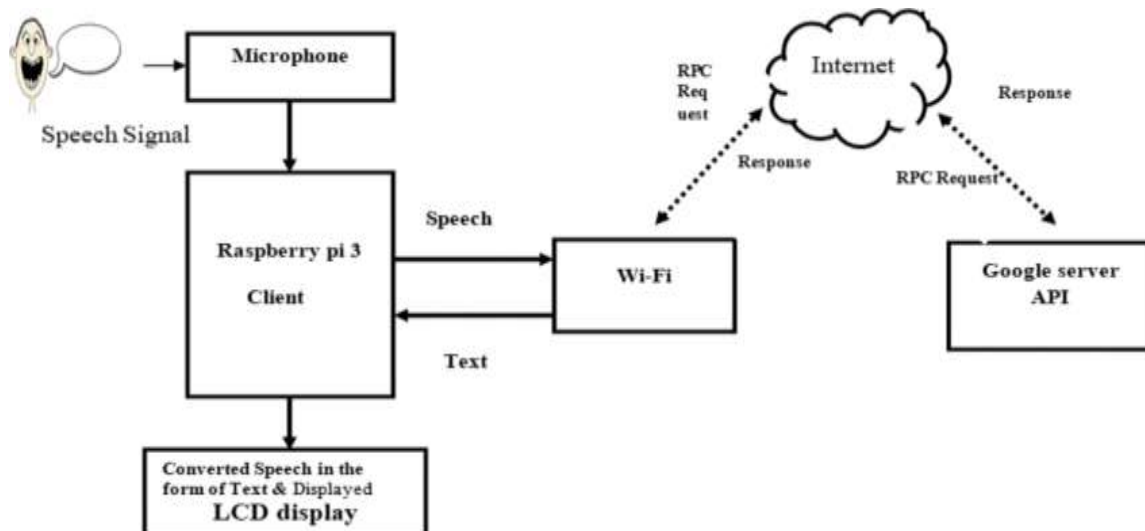 Microphone
Speech Signal
Internet
RPC
Req
uest
Response
Response
RPC Request
Speech
Raspberry pi 3
Client
Wi-Fi
Google server
API
Text
Converted Speech in the
form of Text & Displayed
LCD display